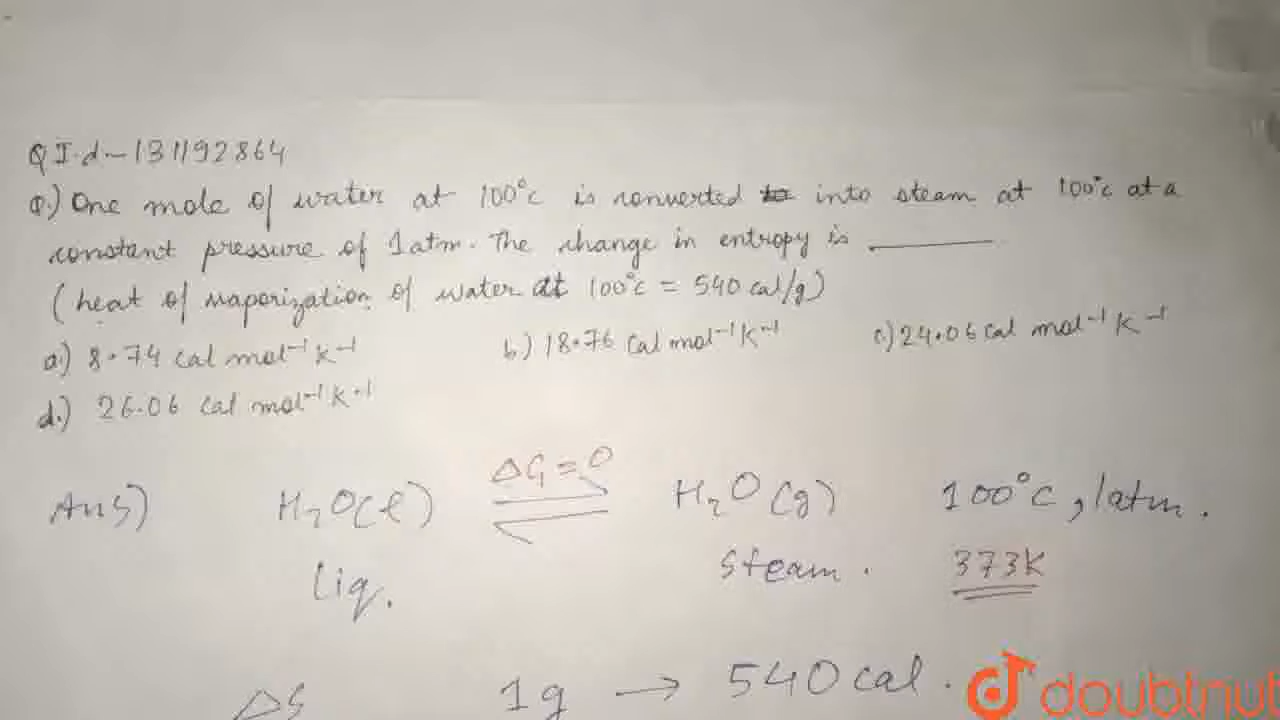 Q I.d-131192864
Q.) One mole of water at 100°c is converted into steam at 100°c at a
constant pressure of 1atm. The change in entropy is ______
(heat of vaporization of water at 100°c = 540 cal/g)
a.) 8.74 Cal mol⁻¹ K⁻¹ b.) 18.76 Cal mol⁻¹ K⁻¹ c.) 24.06 Cal mol⁻¹ K⁻¹
d.) 26.06 Cal mol⁻¹ K⁻¹
ΔG = 0
Ans) H₂O(l) ⇌ H₂O(g) 100°C, 1atm.
liq. steam. 373K
ΔS 1g → 540 cal.
doubtnut